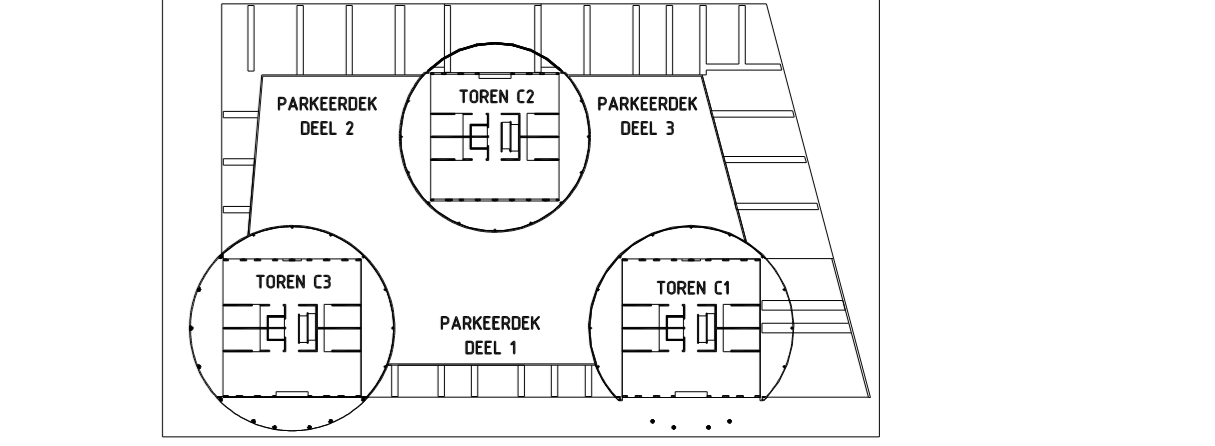 PARKEERDEK
DEEL 2
TOREN C2
PARKEERDEK
DEEL 3
TOREN C3
TOREN C1
PARKEERDEK
DEEL 1